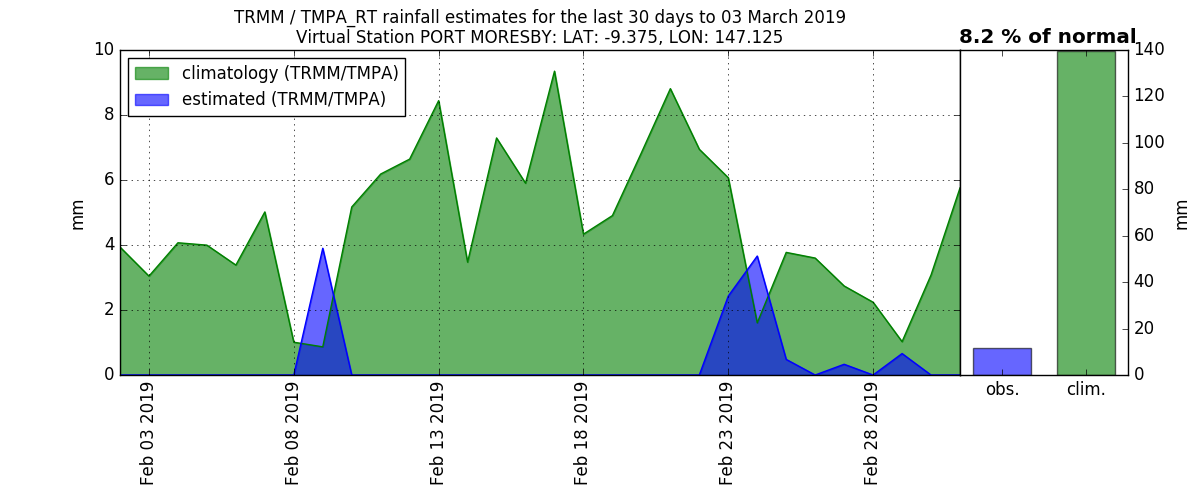 TRMM / TMPA_RT rainfall estimates for the last 30 days to 03 March 2019
Virtual Station PORT MORESBY: LAT: -9.375, LON: 147.125
8.2 % of normal
climatology (TRMM/TMPA)
estimated (TRMM/TMPA)
10
8
6
4
2
0
mm
Feb 03 2019
Feb 08 2019
Feb 13 2019
Feb 18 2019
Feb 23 2019
Feb 28 2019
obs.
clim.
140
120
100
80
60
40
20
0
mm